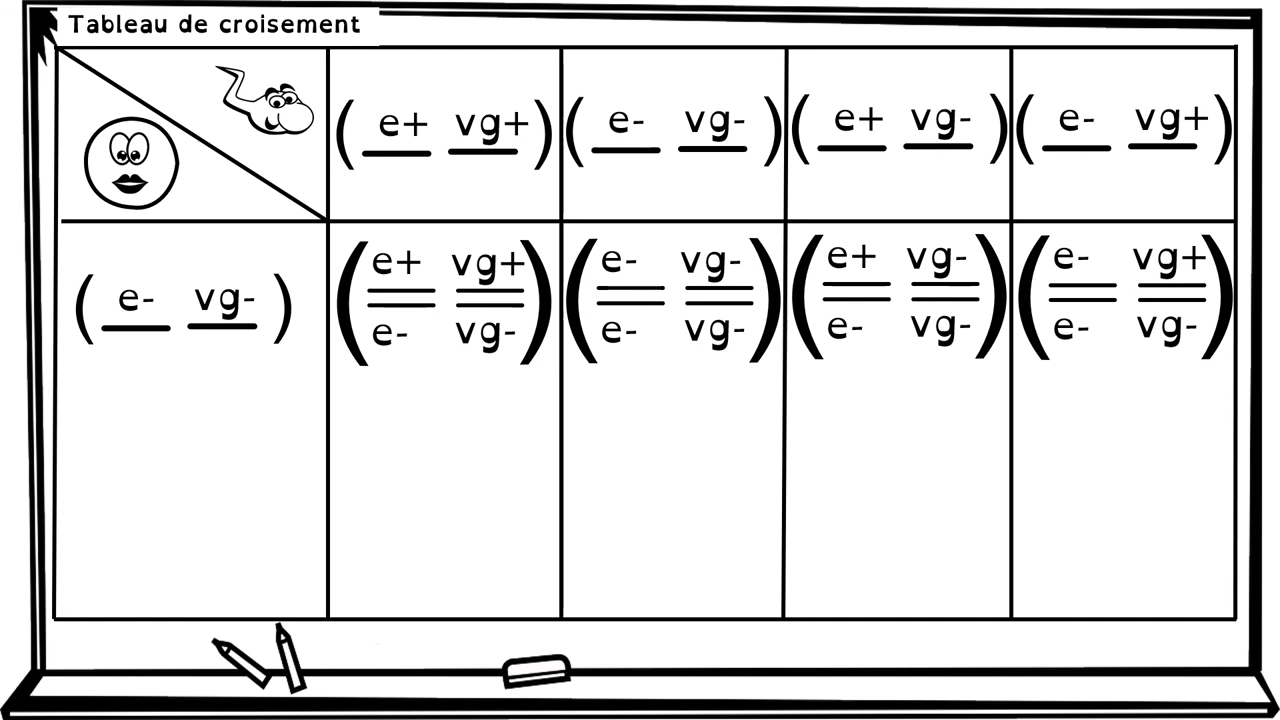 Tableau de croisement
( e+ vg+ ) ( e- vg- ) ( e+ vg- ) ( e- vg+ )
( e- vg- )
( e+ vg+ ) ( e- vg- ) ( e+ vg- ) ( e- vg+ )
e- vg- e- vg- e- vg- e- vg-